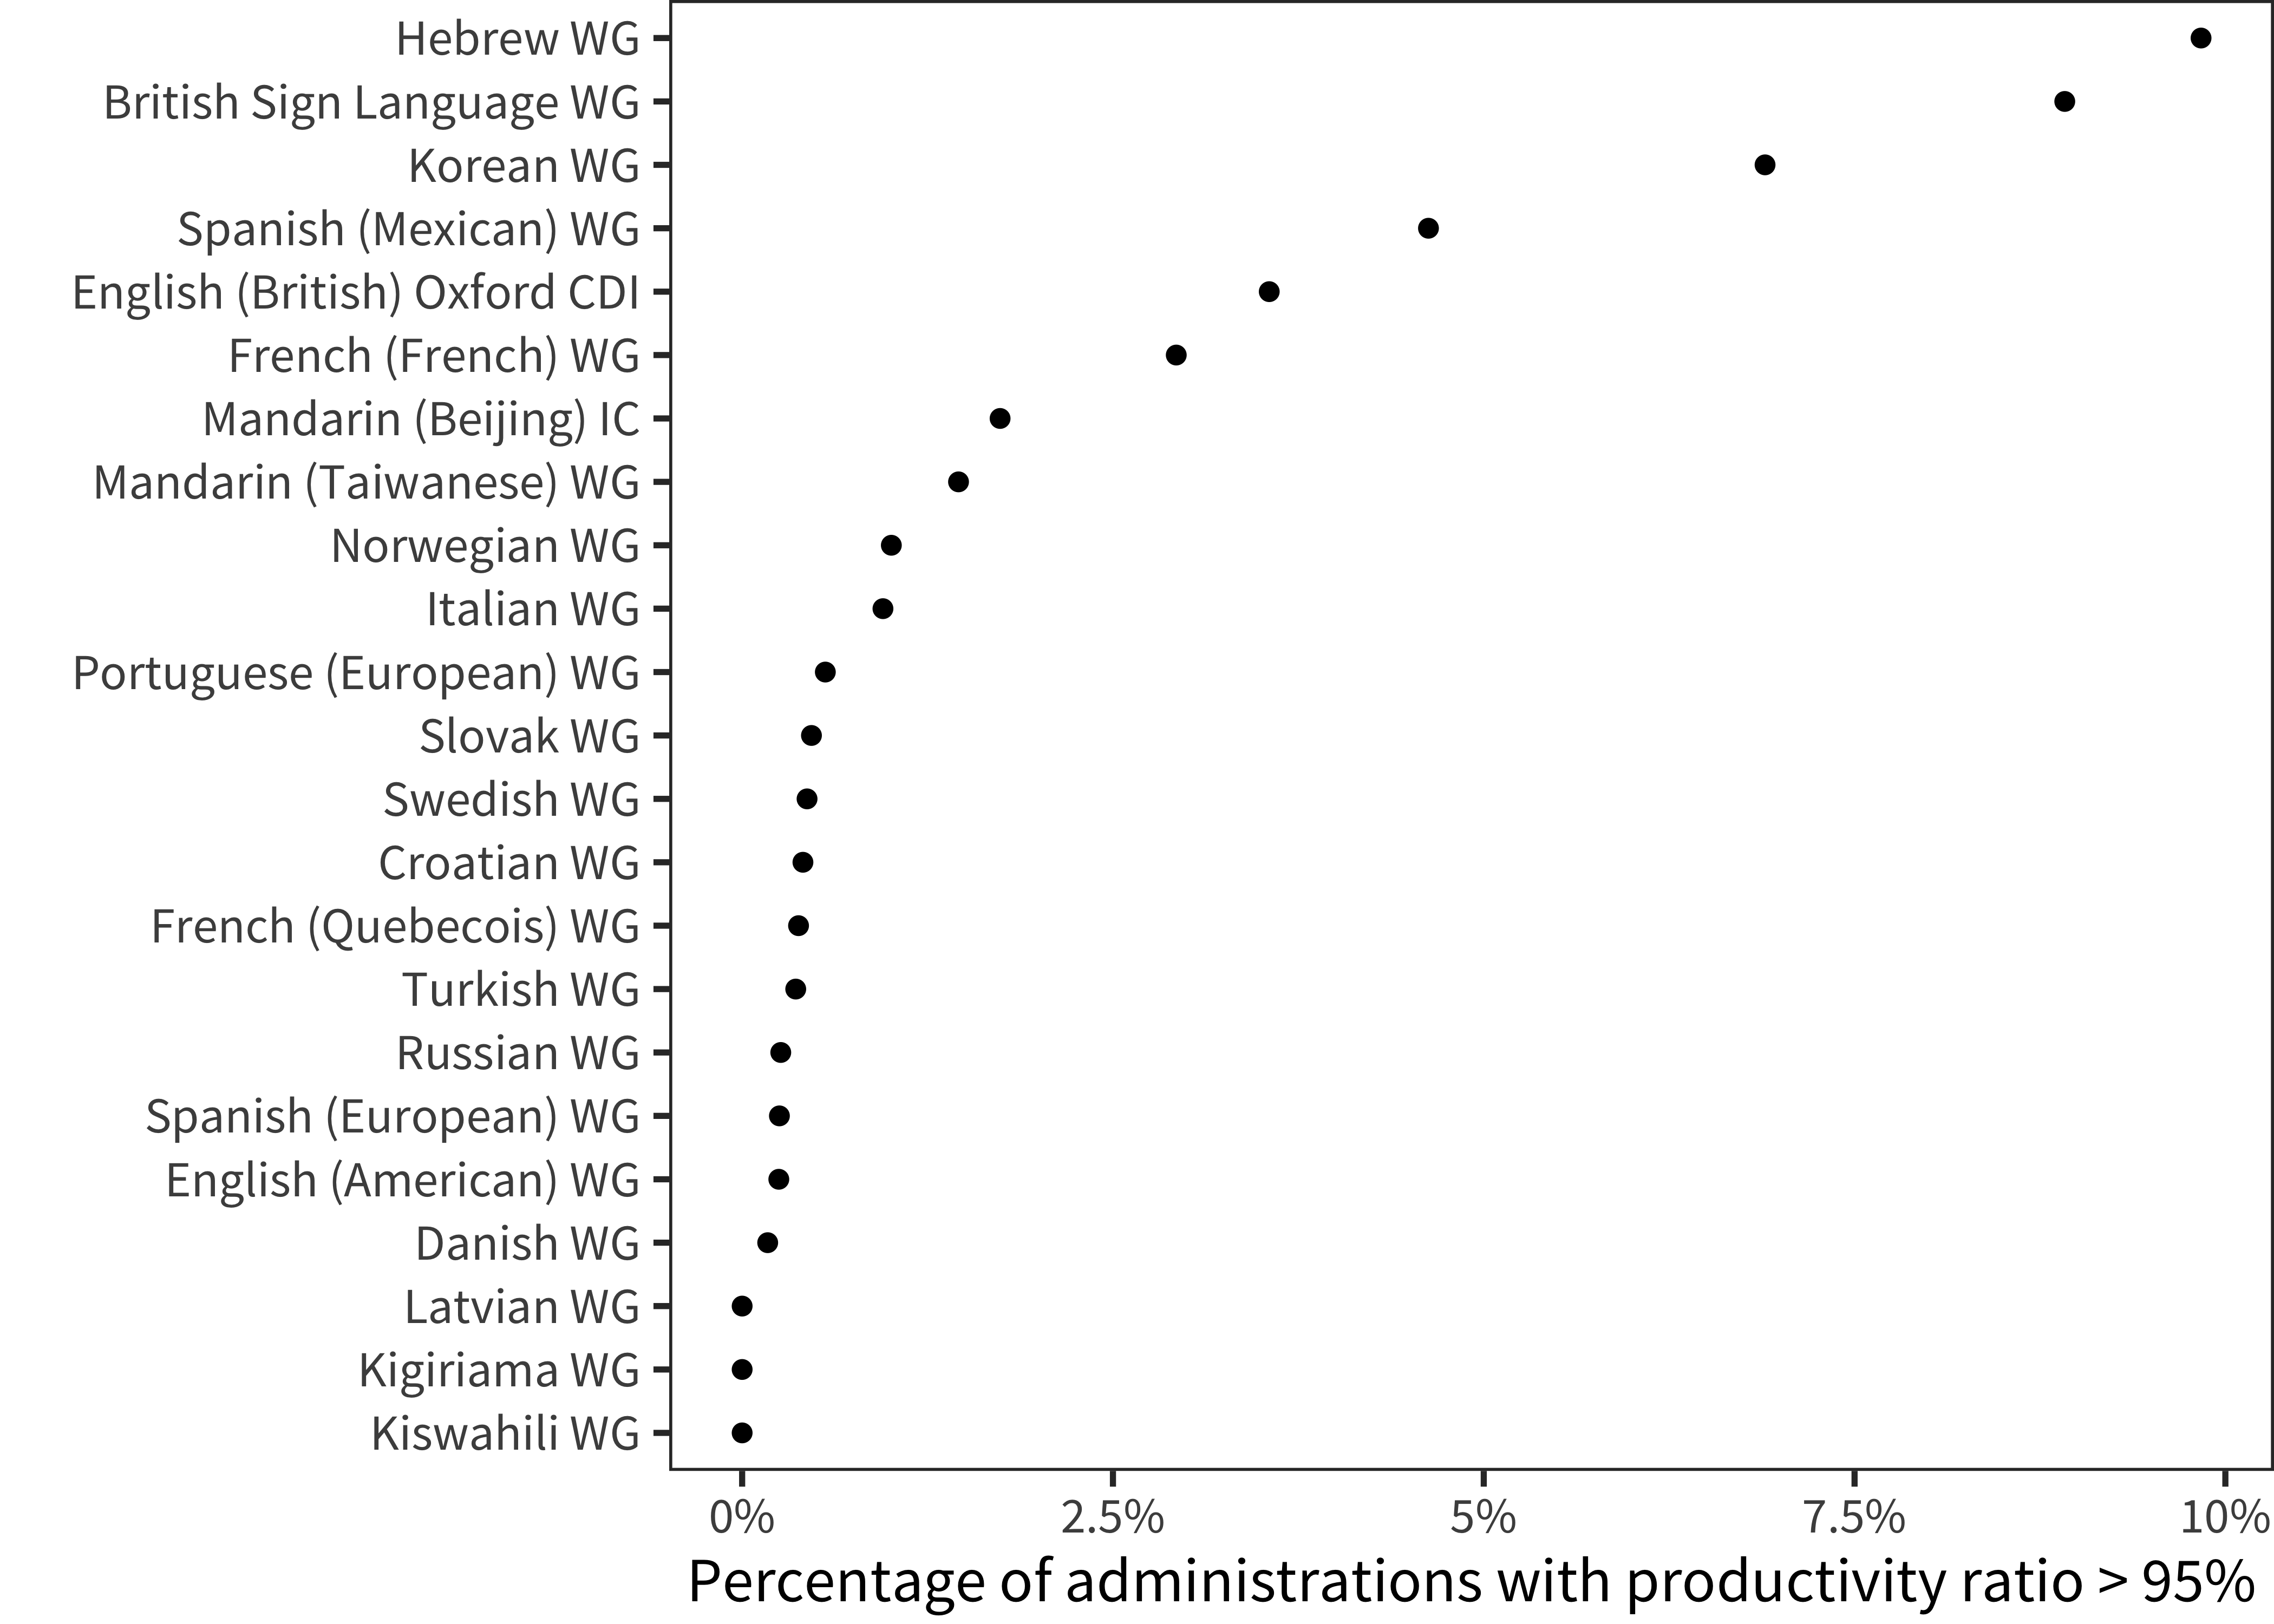 Hebrew WG
British Sign Language WG
Korean WG
Spanish (Mexican) WG
English (British) Oxford CDI
French (French) WG
Mandarin (Beijing) IC
Mandarin (Taiwanese) WG
Norwegian WG
Italian WG
Portuguese (European) WG
Slovak WG
Swedish WG
Croatian WG
French (Quebecois) WG
Turkish WG
Russian WG
Spanish (European) WG
English (American) WG
Danish WG
Latvian WG
Kigiriama WG
Kiswahili WG
0% 2.5% 5% 7.5% 10%
Percentage of administrations with productivity ratio > 95%